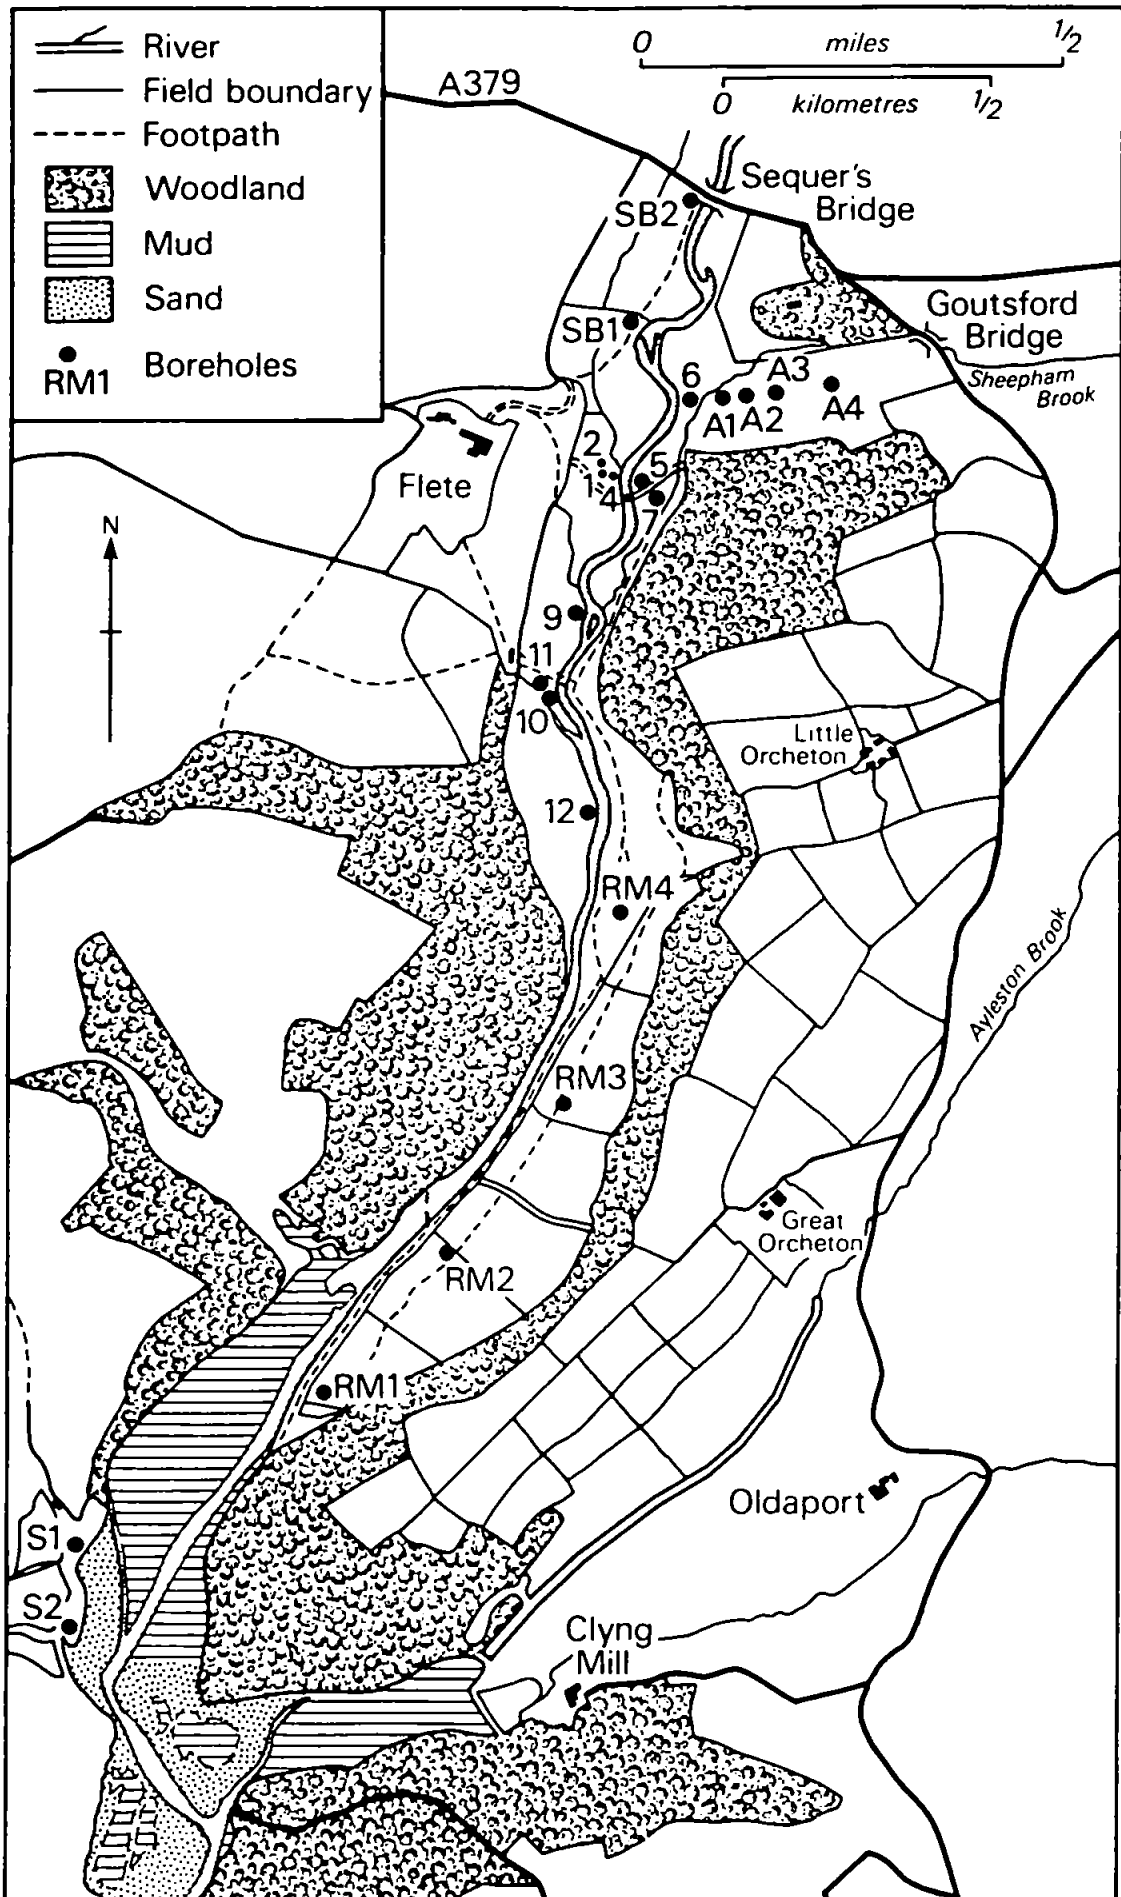 River
Field boundary
Footpath
Woodland
Mud
Sand
RM1 Boreholes
0 miles 1/2
0 kilometres 1/2
A379
Sequer's
Bridge
SB2
Goutsford
Bridge
SB1
Sheepham
Brook
6
A3
A1
A2
A4
2
5
1
4
7
Flete
N
9
11
10
Little
Orcheton
12
RM4
Ayleston Brook
RM3
Great
Orcheton
RM2
RM1
Oldaport
S1
S2
Clyng
Mill